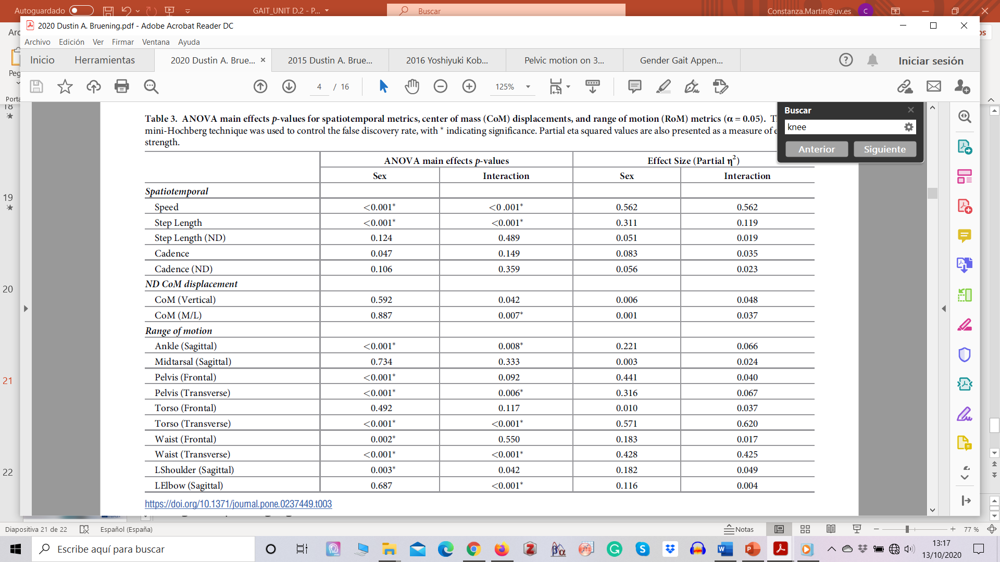 Autoguardado
GAIT_UNIT D.2 - P...
Buscar
Constanza.Martin@uv.es
C
2020 Dustin A. Bruening.pdf - Adobe Acrobat Reader DC
Archivo Edición Ver Firmar Ventana Ayuda
Inicio Herramientas 2020 Dustin A. Brue... × 2015 Dustin A. Brue... 2016 Yoshiyuki Kob... Pelvic motion on 3... Gender Gait Appen... Iniciar sesión
4 / 16 125%
Arc
Peg
Porta
18
19
20
21
22
Buscar
knee
Anterior Siguiente
Table 3. ANOVA main effects p-values for spatiotemporal metrics, center of mass (CoM) displacements, and range of motion (RoM) metrics (α = 0.05).
mini-Hochberg technique was used to control the false discovery rate, with * indicating significance. Partial eta squared values are also presented as a measure of
strength.
ANOVA main effects p-values Effect Size (Partial η²)
Sex Interaction Sex Interaction
Spatiotemporal
Speed <0.001* <0 .001* 0.562 0.562
Step Length <0.001* <0.001* 0.311 0.119
Step Length (ND) 0.124 0.489 0.051 0.019
Cadence 0.047 0.149 0.083 0.035
Cadence (ND) 0.106 0.359 0.056 0.023
ND CoM displacement
CoM (Vertical) 0.592 0.042 0.006 0.048
CoM (M/L) 0.887 0.007* 0.001 0.037
Range of motion
Ankle (Sagittal) <0.001* 0.008* 0.221 0.066
Midtarsal (Sagittal) 0.734 0.333 0.003 0.024
Pelvis (Frontal) <0.001* 0.092 0.441 0.040
Pelvis (Transverse) <0.001* 0.006* 0.316 0.067
Torso (Frontal) 0.492 0.117 0.010 0.037
Torso (Transverse) <0.001* <0.001* 0.571 0.620
Waist (Frontal) 0.002* 0.550 0.183 0.017
Waist (Transverse) <0.001* <0.001* 0.428 0.425
LShoulder (Sagittal) 0.003* 0.042 0.182 0.049
LElbow (Sagittal) 0.687 <0.001* 0.116 0.004
https://doi.org/10.1371/journal.pone.0237449.t003
Diapositiva 21 de 22 Español (España) Notas 77 %
Escribe aquí para buscar
13:17
13/10/2020